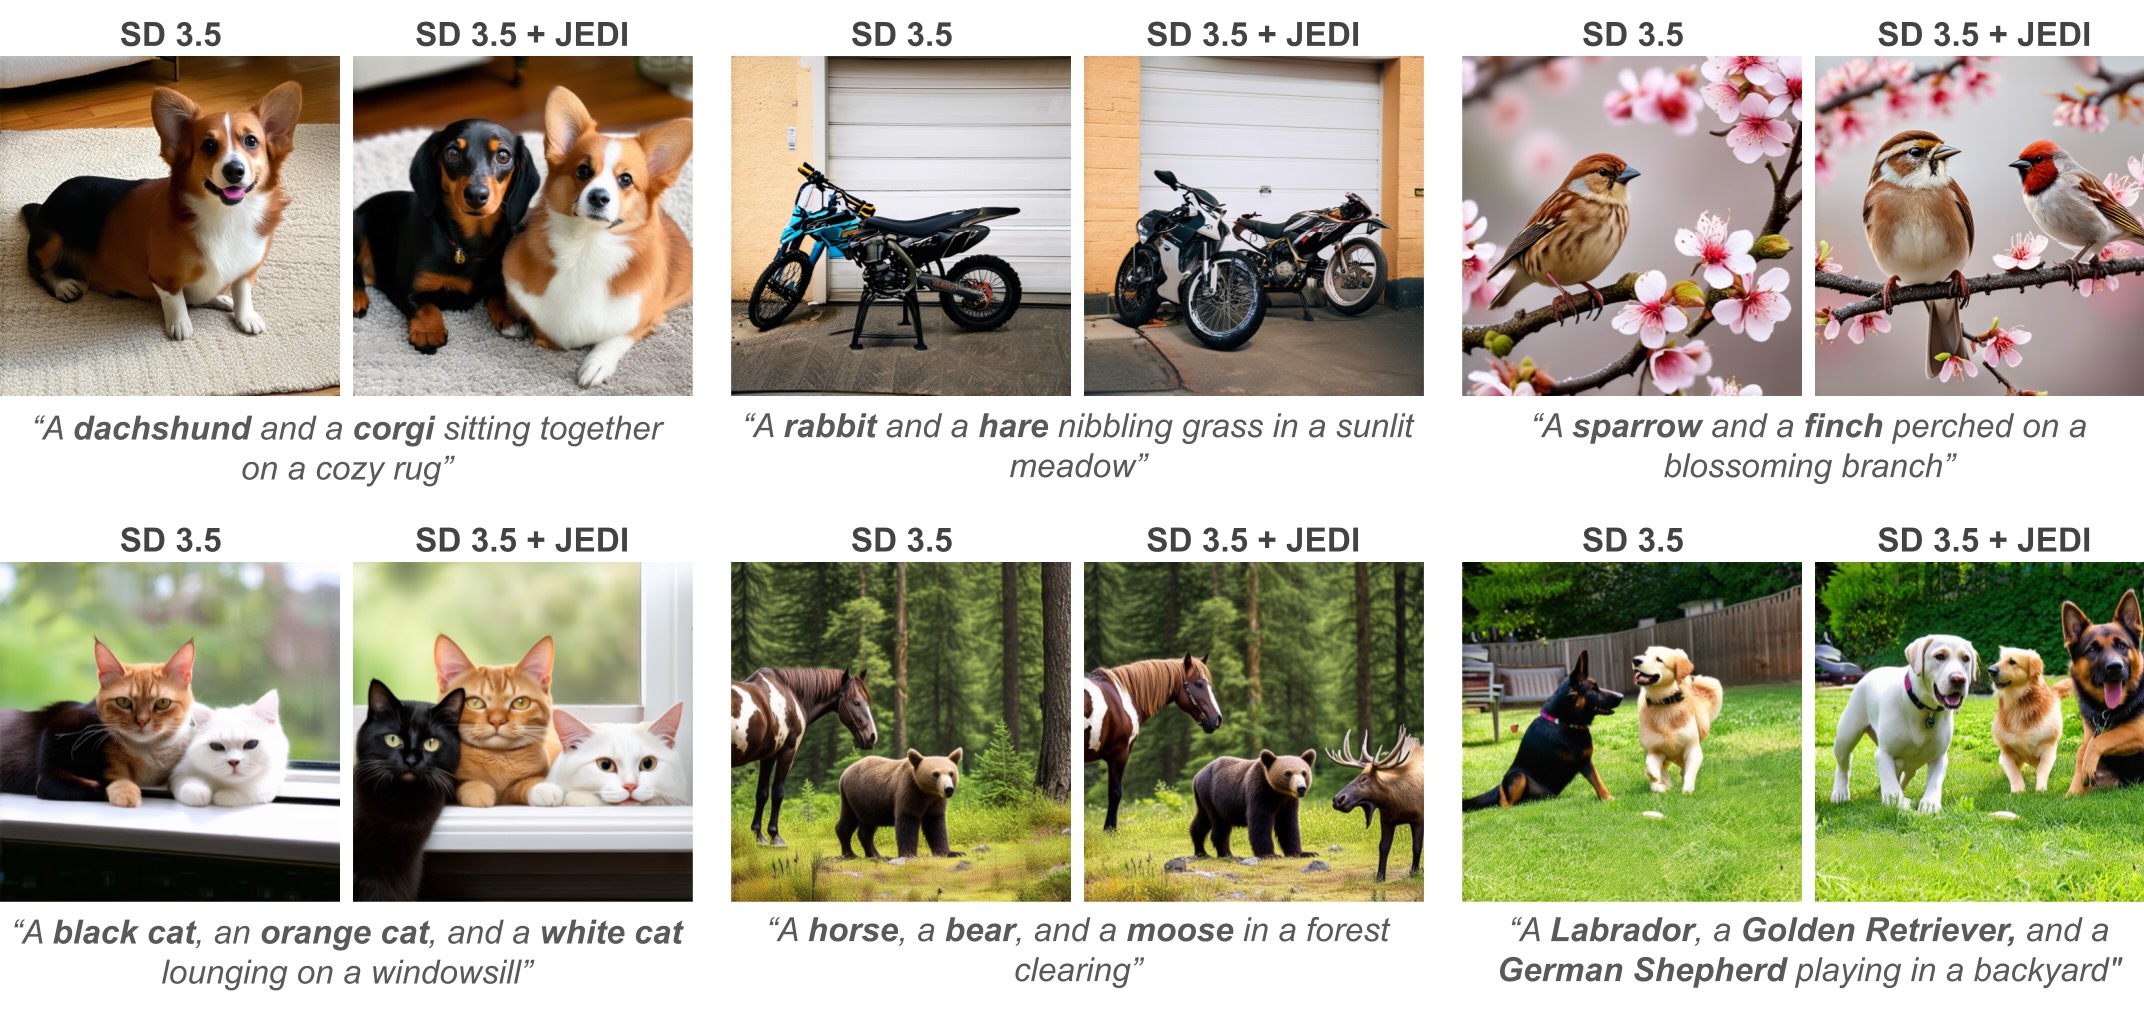 SD 3.5
SD 3.5 + JEDI
SD 3.5
SD 3.5 + JEDI
SD 3.5
SD 3.5 + JEDI
“A dachshund and a corgi sitting together
on a cozy rug”
“A rabbit and a hare nibbling grass in a sunlit
meadow”
“A sparrow and a finch perched on a
blossoming branch”
SD 3.5
SD 3.5 + JEDI
SD 3.5
SD 3.5 + JEDI
SD 3.5
SD 3.5 + JEDI
“A black cat, an orange cat, and a white cat
lounging on a windowsill”
“A horse, a bear, and a moose in a forest
clearing”
“A Labrador, a Golden Retriever, and a
German Shepherd playing in a backyard"